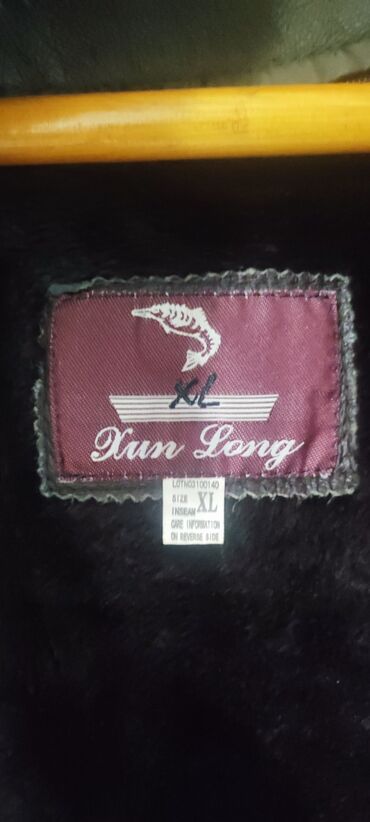 XL
Xun Long
LOTNO3100140
SIZE XL
INSEAM
CARE INFORMATION
ON REVERSE SIDE